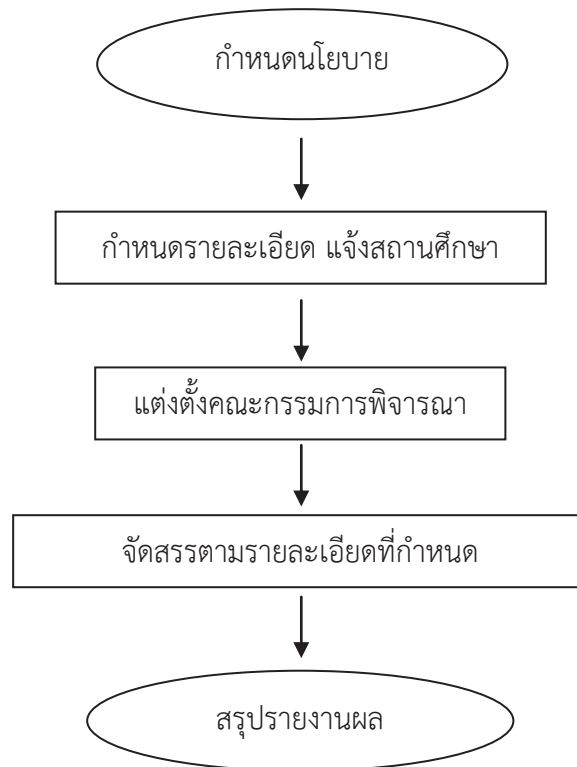 กำหนดนโยบาย
กำหนดรายละเอียด แจ้งสถานศึกษา
แต่งตั้งคณะกรรมการพิจารณา
จัดสรรตามรายละเอียดที่กำหนด
สรุปรายงานผล